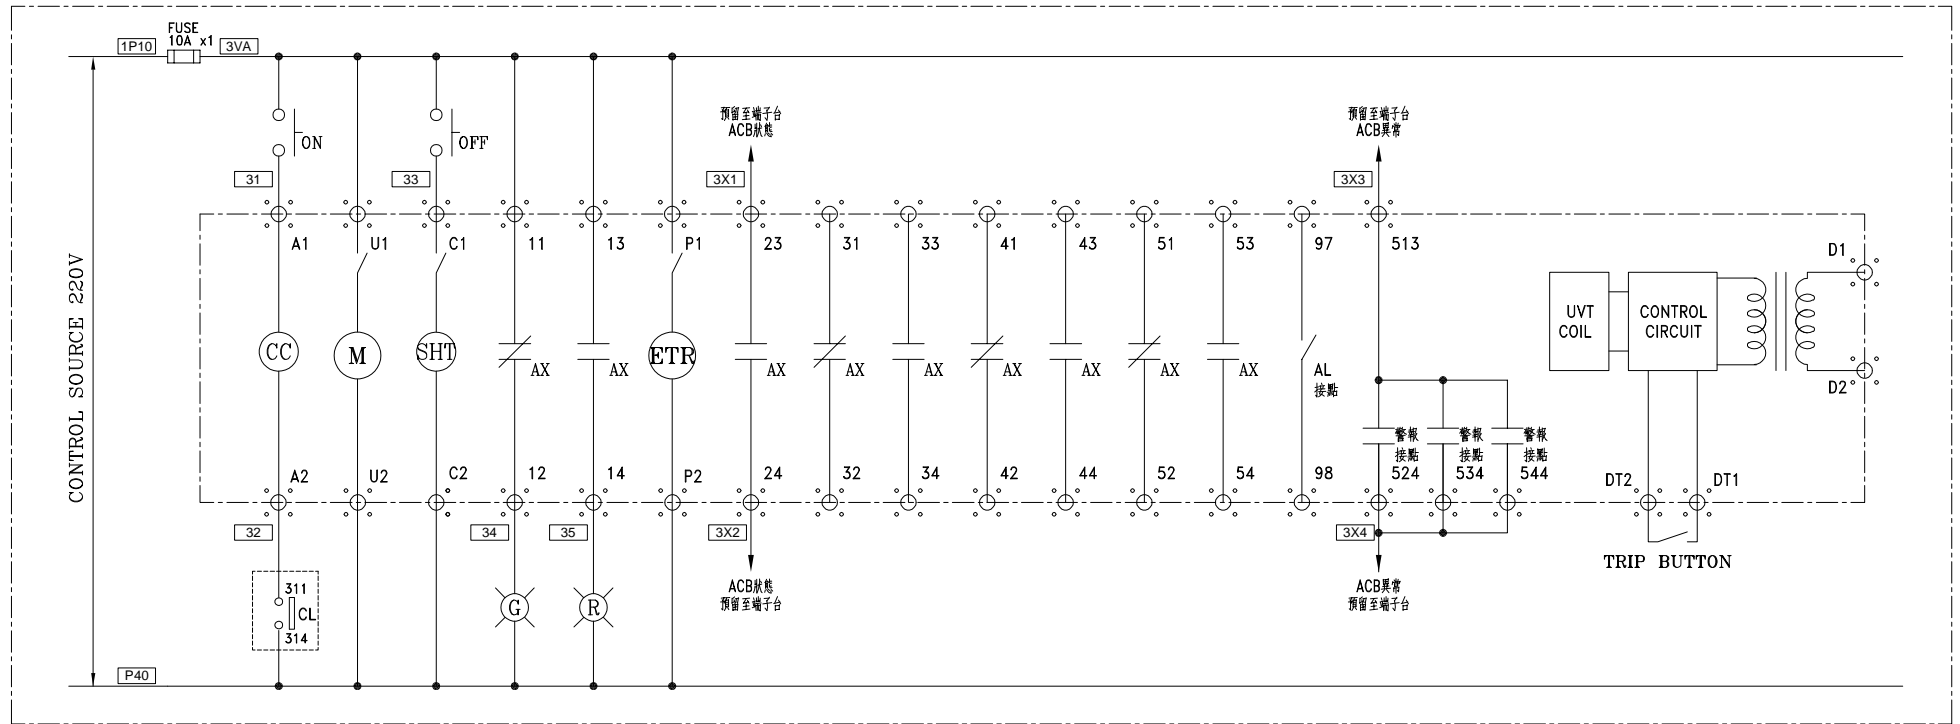 FUSE
10A x1
1P10
3VA
預留至端子台
ACB狀態
預留至端子台
ACB異常
ON
OFF
31
33
3X1
3X3
A1
U1
C1
11
13
P1
23
31
33
41
43
51
53
97
513
D1
CONTROL SOURCE 220V
UVT
COIL
CONTROL
CIRCUIT
CC
M
SHT
AX
AX
ETR
AX
AX
AX
AX
AX
AX
AX
AL
接點
D2
警報
接點
警報
接點
警報
接點
A2
U2
C2
12
14
P2
24
32
34
42
44
52
54
98
524
534
544
DT2
DT1
32
34
35
3X2
3X4
TRIP BUTTON
311
CL
314
G
R
ACB狀態
預留至端子台
ACB異常
預留至端子台
P40